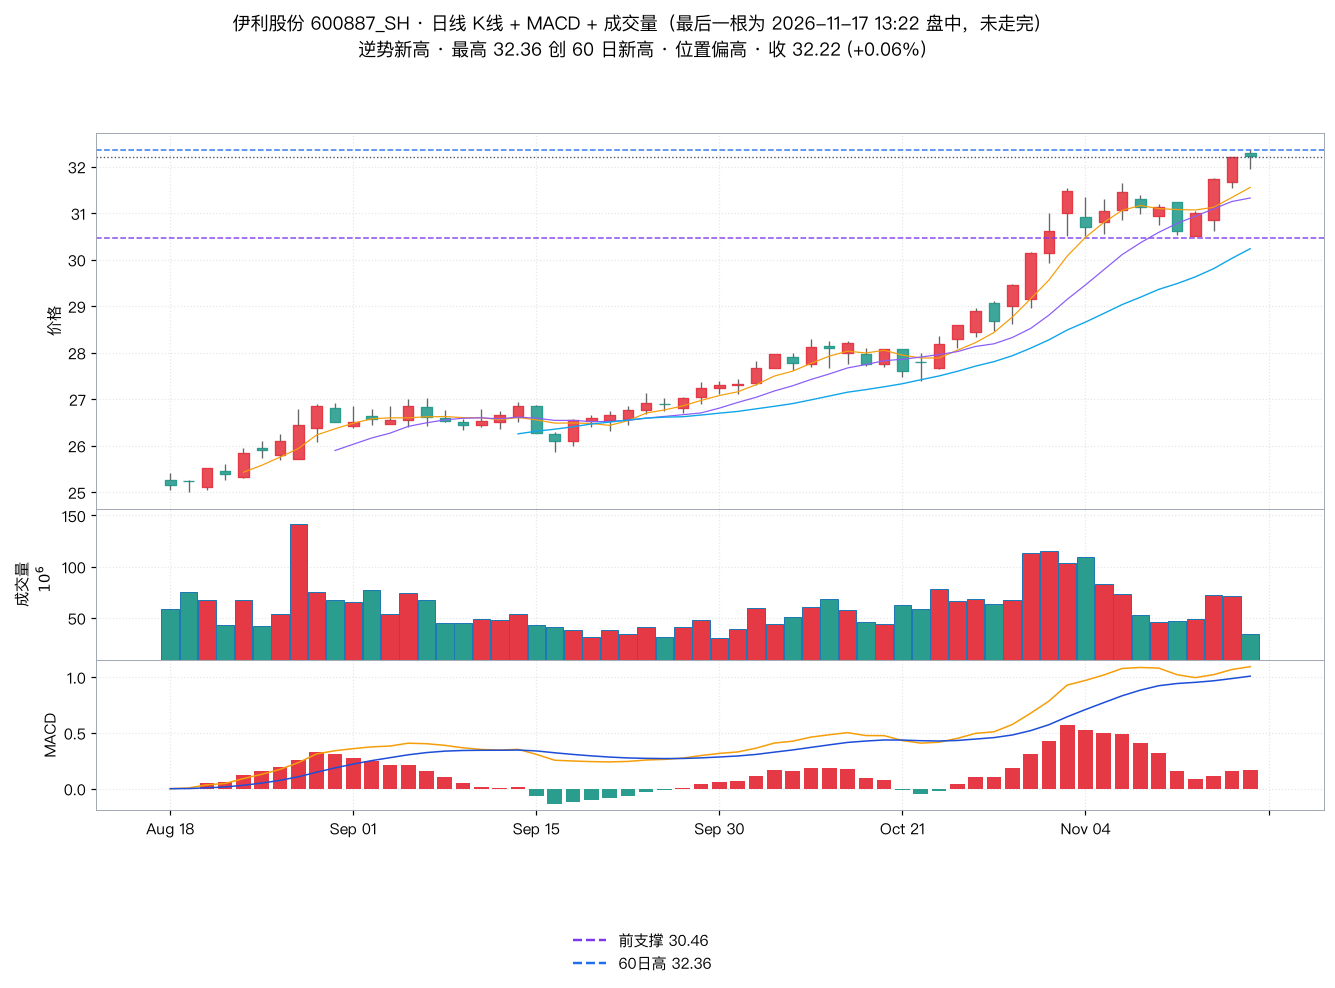 伊利股份 600887_SH · 日线 K线 + MACD + 成交量（最后一根为 2026-11-17 13:22 盘中，未走完）
逆势新高 · 最高 32.36 创 60 日新高 · 位置偏高 · 收 32.22 (+0.06%)
价格
32
31
30
29
28
27
26
25
成交量
10⁶
150
100
50
MACD
1.0
0.5
0.0
Aug 18
Sep 01
Sep 15
Sep 30
Oct 21
Nov 04
前支撑 30.46
60日高 32.36